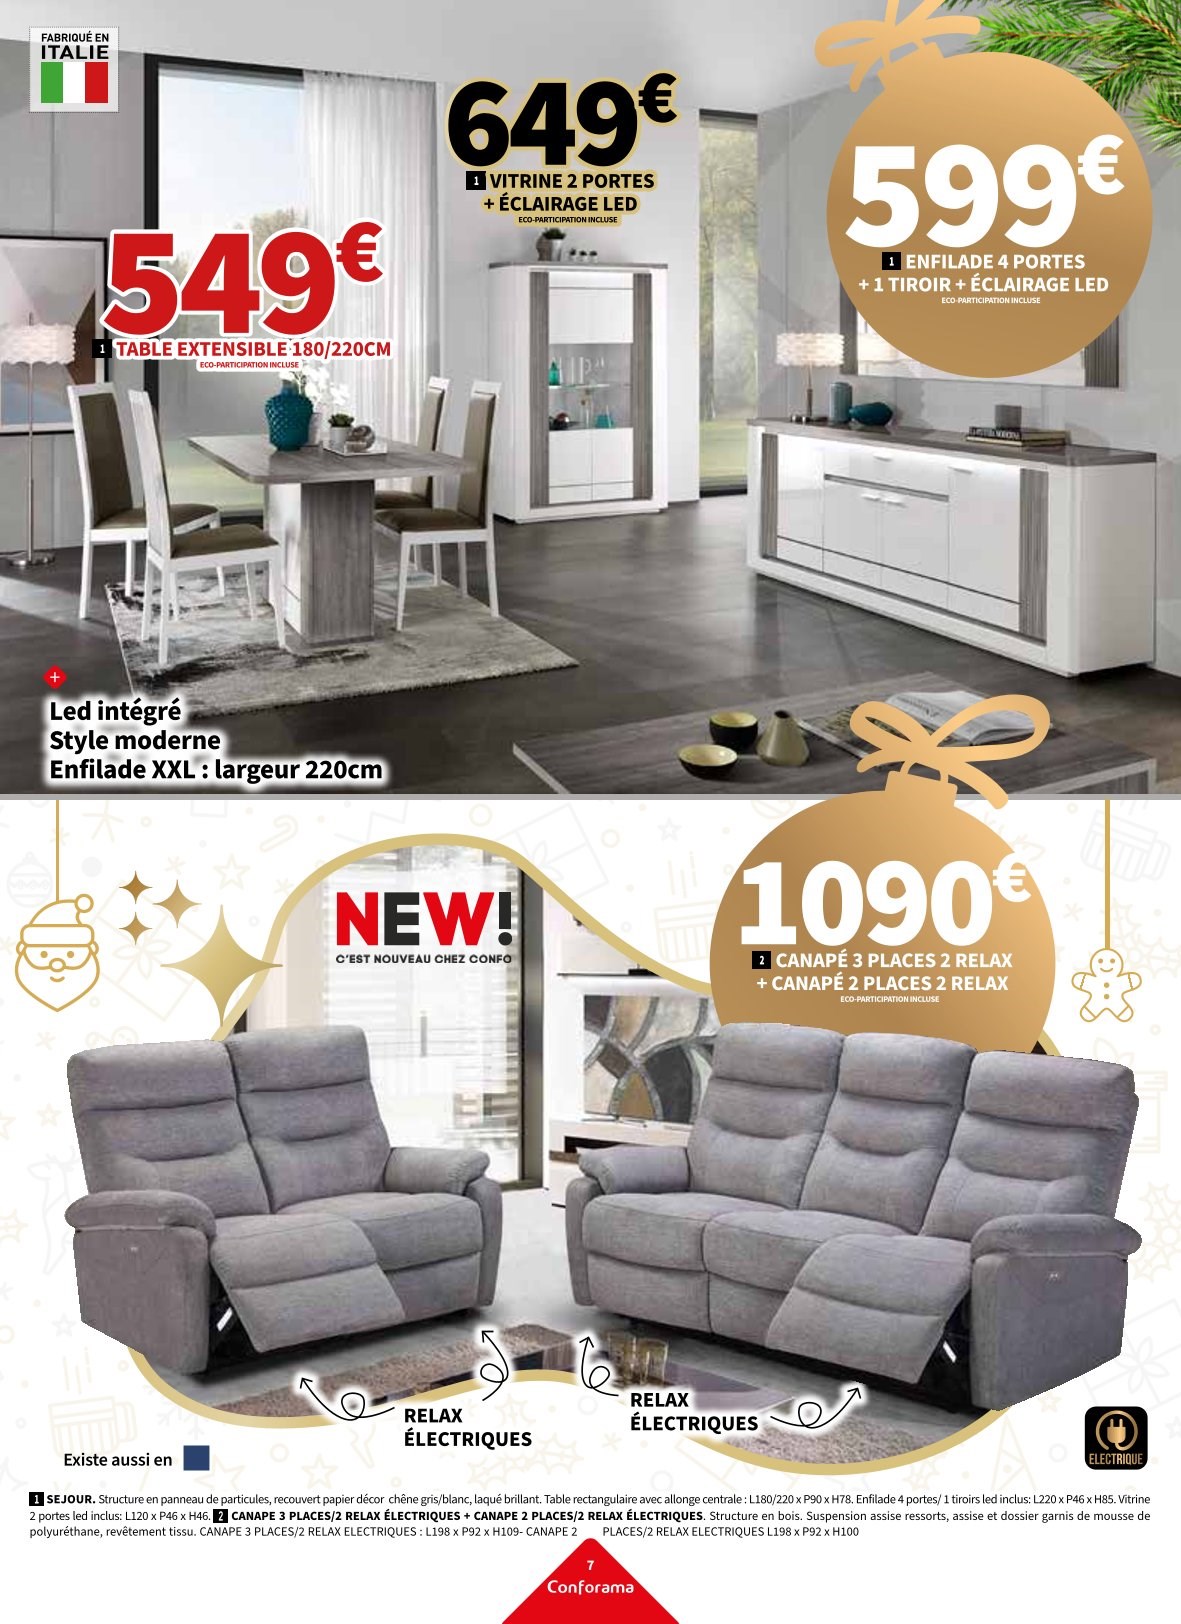 FABRIQUÉ EN
ITALIE
649€
1 VITRINE 2 PORTES
+ ÉCLAIRAGE LED
ECO-PARTICIPATION INCLUSE
599€
1 ENFILADE 4 PORTES
+ 1 TIROIR + ÉCLAIRAGE LED
ECO-PARTICIPATION INCLUSE
549€
1 TABLE EXTENSIBLE 180/220CM
ECO-PARTICIPATION INCLUSE
+
Led intégré
Style moderne
Enfilade XXL : largeur 220cm
NEW!
C'EST NOUVEAU CHEZ CONFO
1090€
2 CANAPÉ 3 PLACES 2 RELAX
+ CANAPÉ 2 PLACES 2 RELAX
ECO-PARTICIPATION INCLUSE
RELAX
ÉLECTRIQUES
RELAX
ÉLECTRIQUES
Existe aussi en
ELECTRIQUE
1 SEJOUR. Structure en panneau de particules, recouvert papier décor chêne gris/blanc, laqué brillant. Table rectangulaire avec allonge centrale : L180/220 x P90 x H78. Enfilade 4 portes/ 1 tiroirs led inclus: L220 x P46 x H85. Vitrine
2 portes led inclus: L120 x P46 x H46. 2 CANAPE 3 PLACES/2 RELAX ÉLECTRIQUES + CANAPE 2 PLACES/2 RELAX ÉLECTRIQUES. Structure en bois. Suspension assise ressorts, assise et dossier garnis de mousse de
polyuréthane, revêtement tissu. CANAPE 3 PLACES/2 RELAX ELECTRIQUES : L198 x P92 x H109- CANAPE 2 PLACES/2 RELAX ELECTRIQUES L198 x P92 x H100
7
Conforama